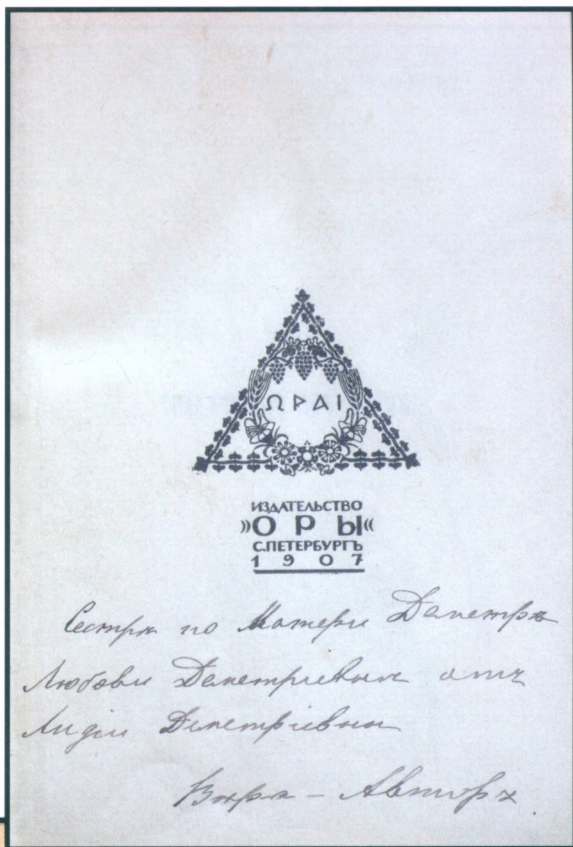 ΩΡΑΙ
ИЗДАТЕЛЬСТВО
»ОРЫ«
С.ПЕТЕРБУРГЪ
1907
Сестрѣ по Матери Деметрѣ
Любови Деметріевнѣ отъ
Лидіи Деметріевны
Вѣра – Авторъ